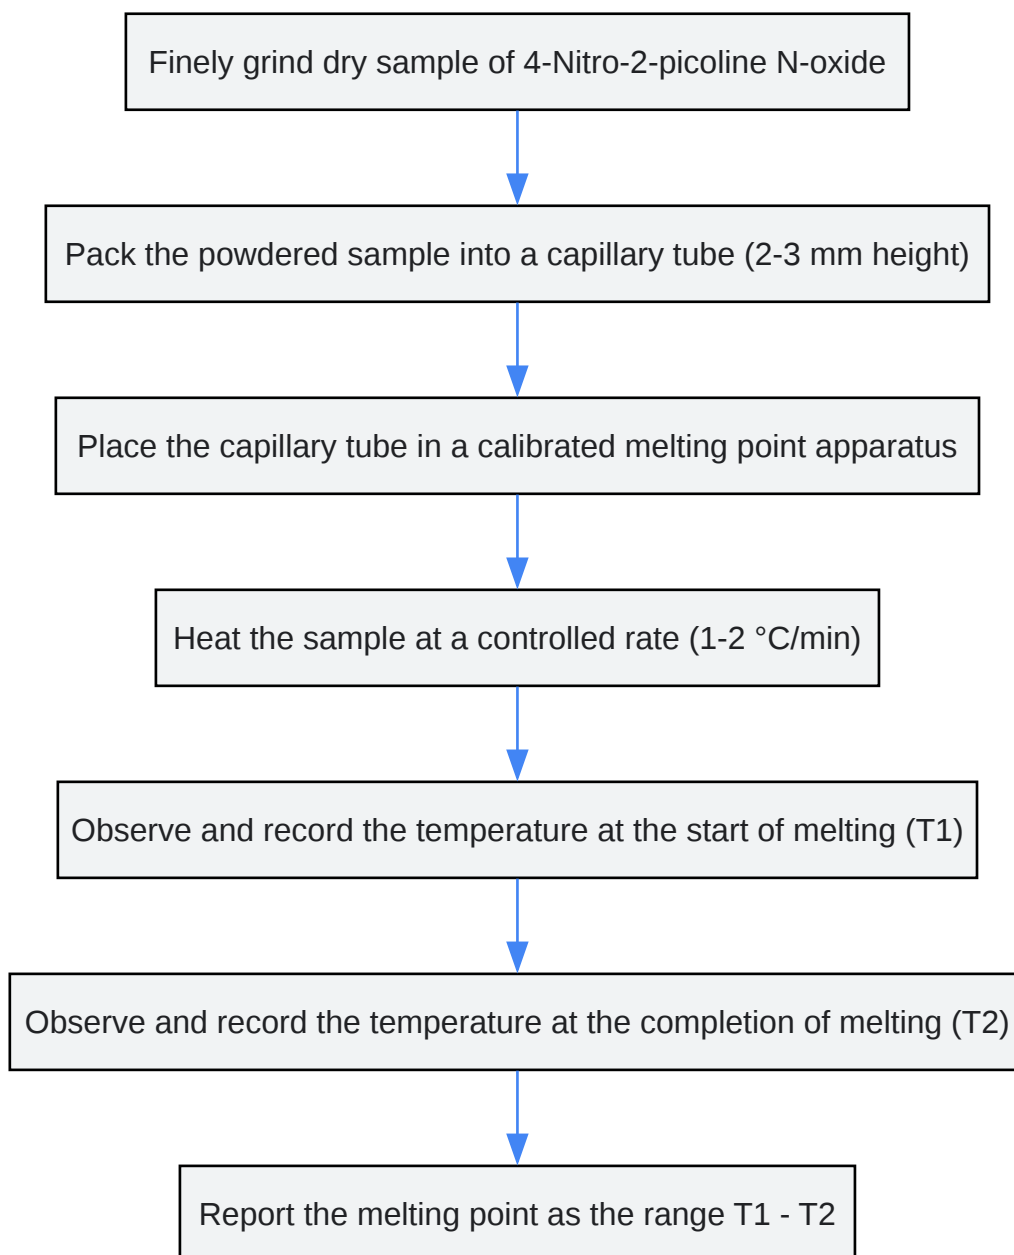 Finely grind dry sample of 4-Nitro-2-picoline N-oxide
Pack the powdered sample into a capillary tube (2-3 mm height)
Place the capillary tube in a calibrated melting point apparatus
Heat the sample at a controlled rate (1-2 °C/min)
Observe and record the temperature at the start of melting (T1)
Observe and record the temperature at the completion of melting (T2)
Report the melting point as the range T1 - T2